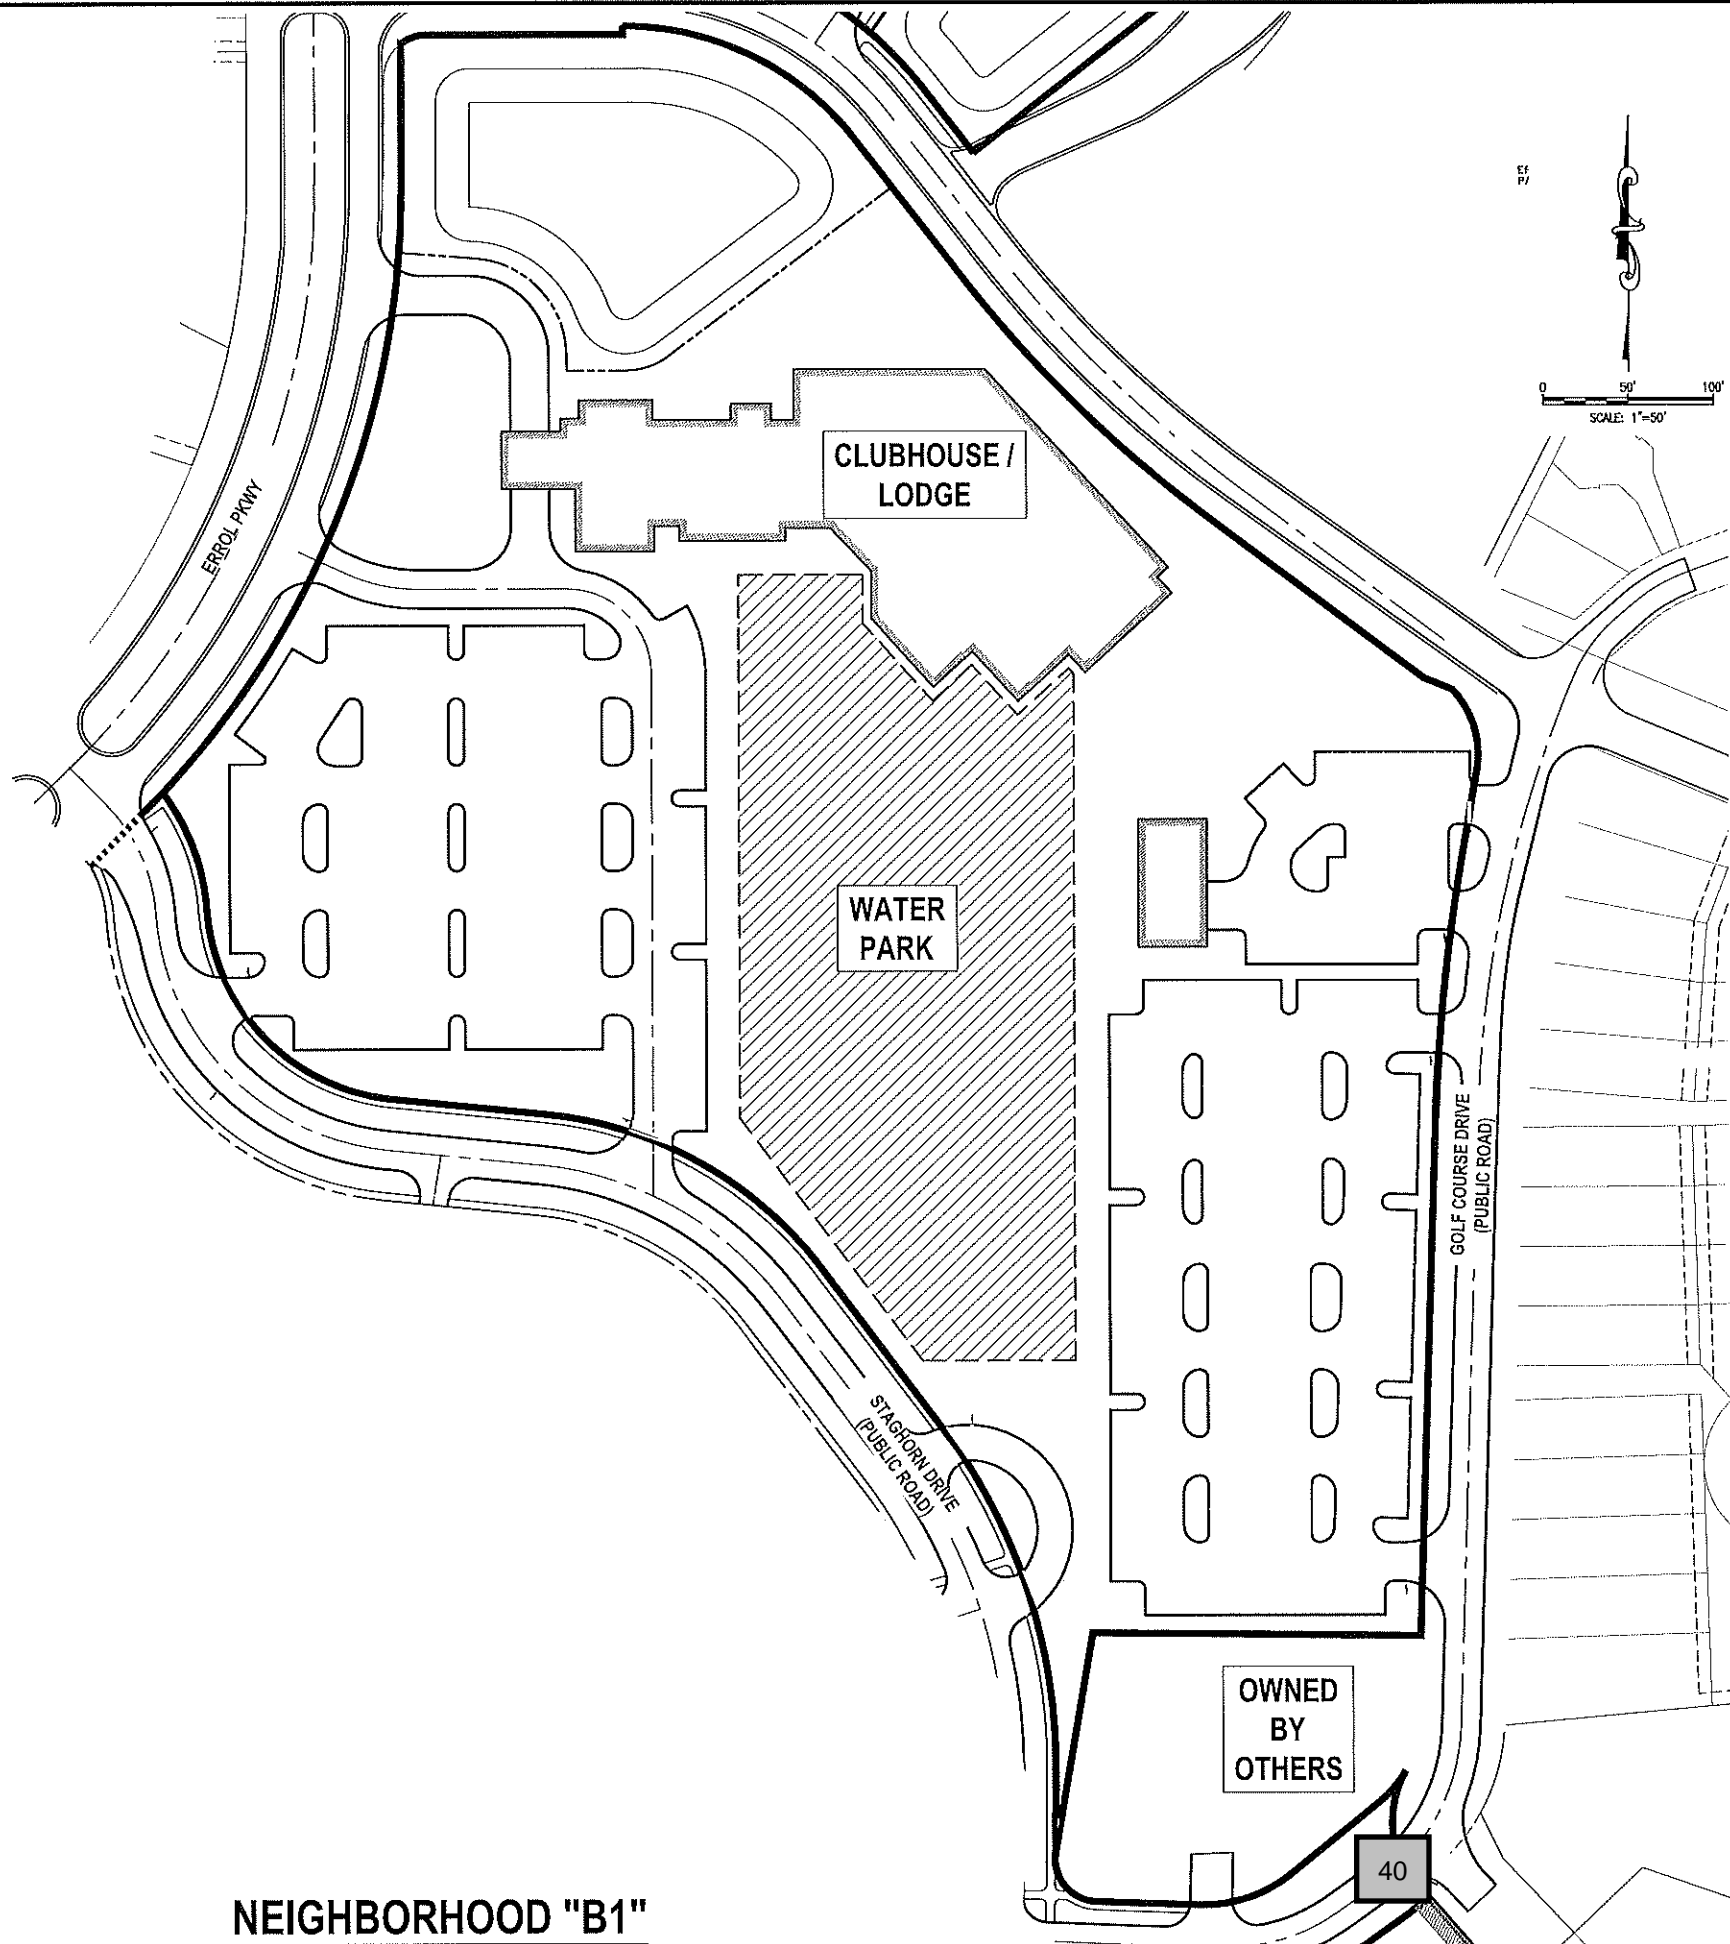 0 50' 100'
SCALE: 1"=50'
CLUBHOUSE /
LODGE
ERROL PKWY
WATER
PARK
GOLF COURSE DRIVE
(PUBLIC ROAD)
STAGHORN DRIVE
(PUBLIC ROAD)
OWNED
BY
OTHERS
40
NEIGHBORHOOD "B1"